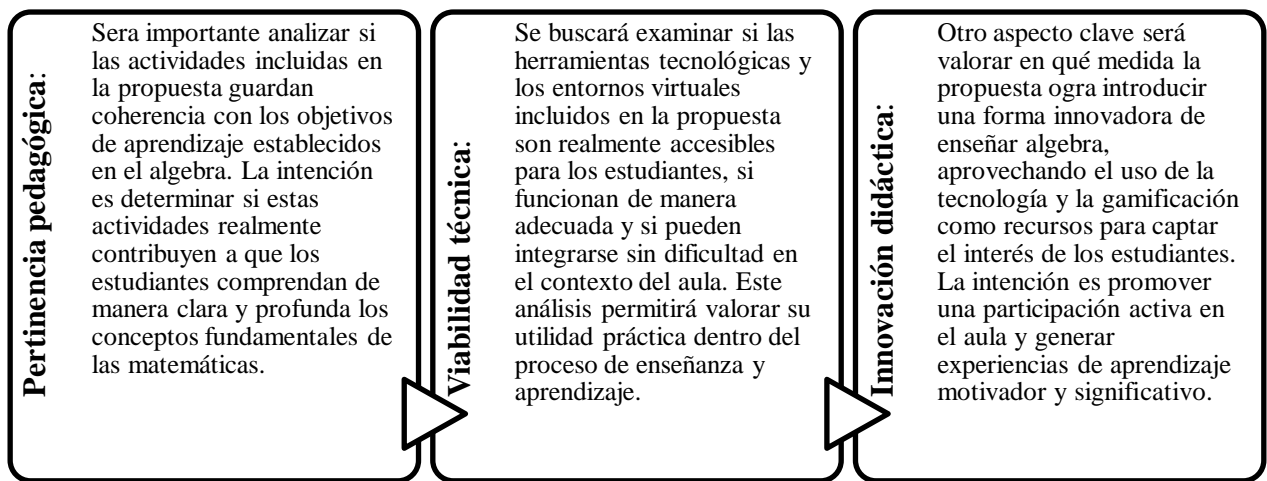 Pertinencia pedagógica:
Sera importante analizar si
las actividades incluidas en
la propuesta guardan
coherencia con los objetivos
de aprendizaje establecidos
en el algebra. La intención
es determinar si estas
actividades realmente
contribuyen a que los
estudiantes comprendan de
manera clara y profunda los
conceptos fundamentales de
las matemáticas.
Viabilidad técnica:
Se buscará examinar si las
herramientas tecnológicas y
los entornos virtuales
incluidos en la propuesta
son realmente accesibles
para los estudiantes, si
funcionan de manera
adecuada y si pueden
integrarse sin dificultad en
el contexto del aula. Este
análisis permitirá valorar su
utilidad práctica dentro del
proceso de enseñanza y
aprendizaje.
Innovación didáctica:
Otro aspecto clave será
valorar en qué medida la
propuesta ogra introducir
una forma innovadora de
enseñar algebra,
aprovechando el uso de la
tecnología y la gamificación
como recursos para captar
el interés de los estudiantes.
La intención es promover
una participación activa en
el aula y generar
experiencias de aprendizaje
motivador y significativo.